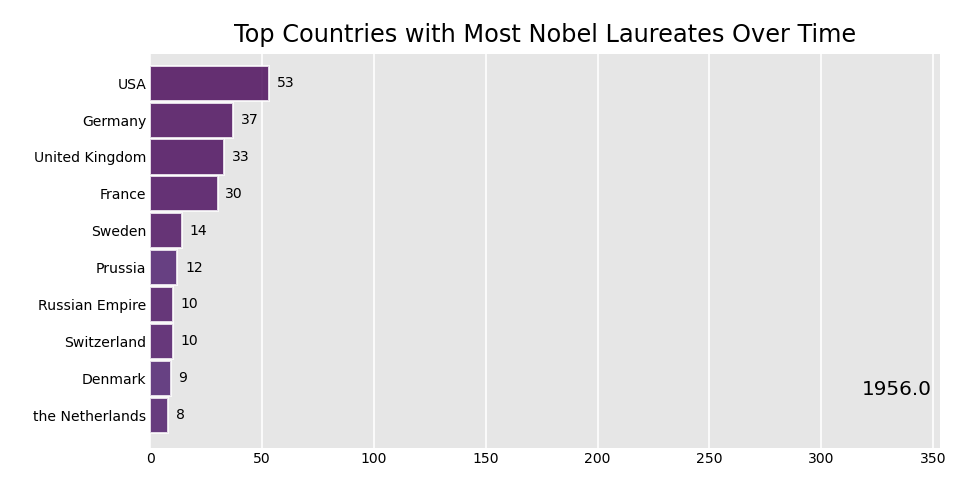 Top Countries with Most Nobel Laureates Over Time
USA 53
Germany 37
United Kingdom 33
France 30
Sweden 14
Prussia 12
Russian Empire 10
Switzerland 10
Denmark 9
1956.0
the Netherlands 8
0 50 100 150 200 250 300 350